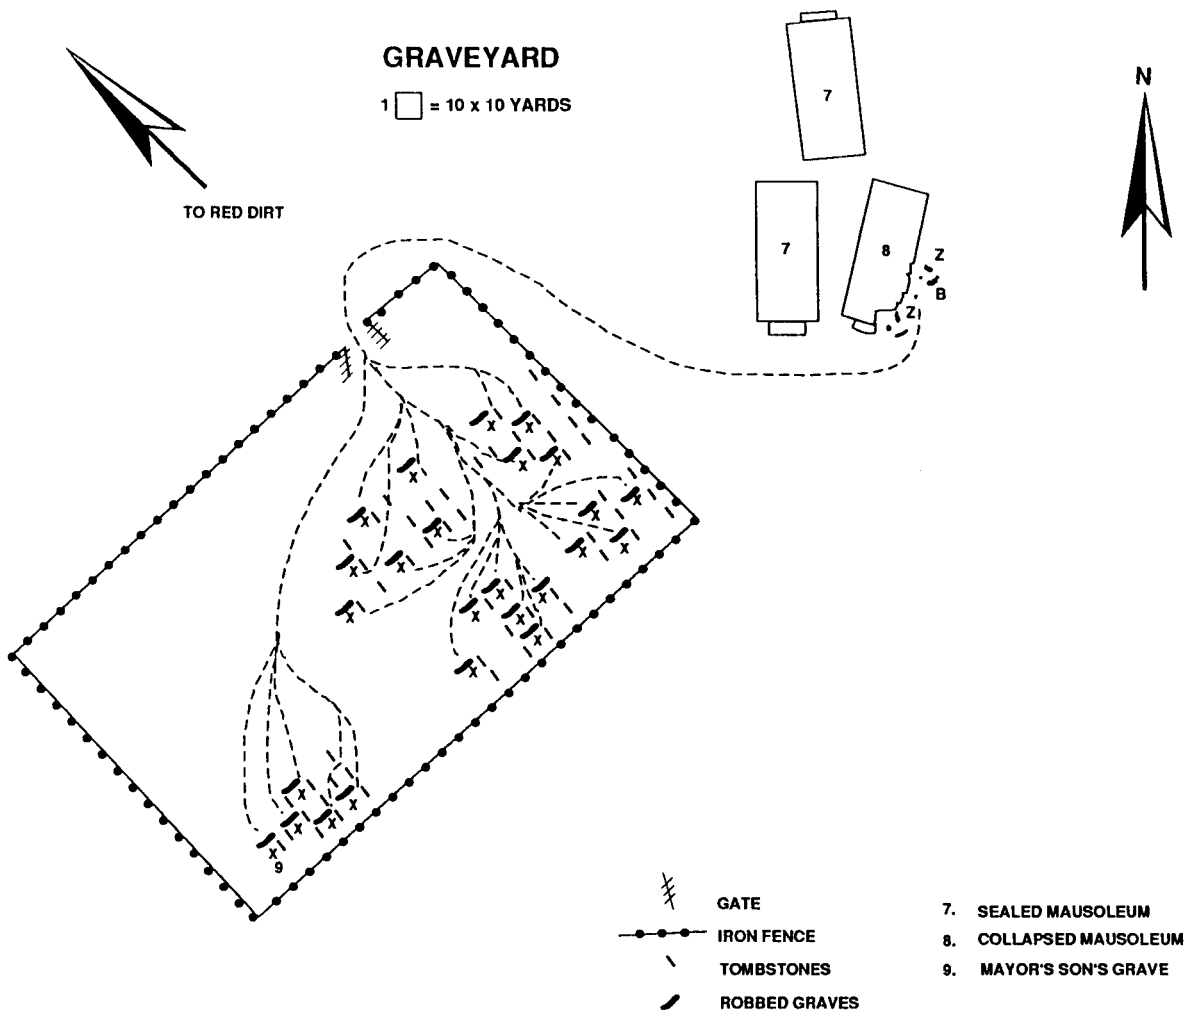 GRAVEYARD
1 = 10 x 10 YARDS
TO RED DIRT
N
7
7
8
Z
B
Z
X X
X X
X
X X
X X
X X X
X X
X X
X X
X
X
X
X X X
X
X
9
GATE
IRON FENCE
TOMBSTONES
ROBBED GRAVES
7. SEALED MAUSOLEUM
8. COLLAPSED MAUSOLEUM
9. MAYOR'S SON'S GRAVE